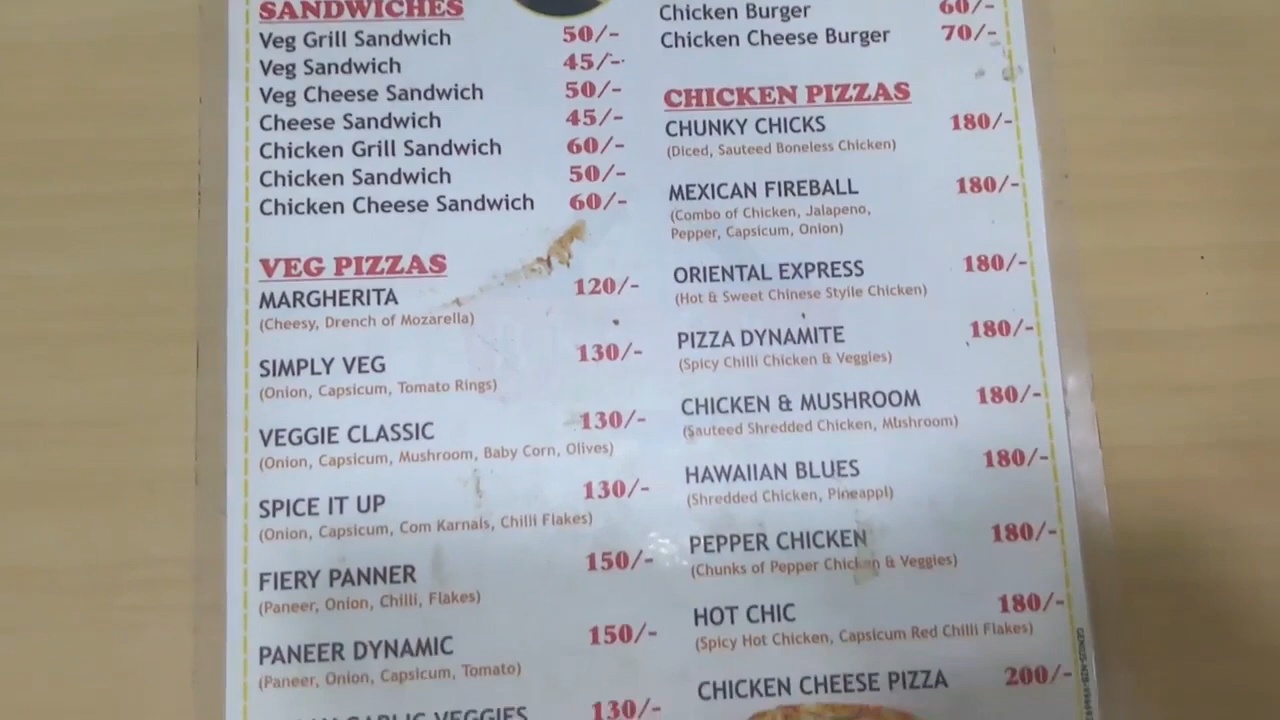 SANDWICHES
Veg Grill Sandwich 50/-
Veg Sandwich 45/-
Veg Cheese Sandwich 50/-
Cheese Sandwich 45/-
Chicken Grill Sandwich 60/-
Chicken Sandwich 50/-
Chicken Cheese Sandwich 60/-
VEG PIZZAS
MARGHERITA 120/-
(Cheesy, Drench of Mozarella)
SIMPLY VEG 130/-
(Onion, Capsicum, Tomato Rings)
VEGGIE CLASSIC 130/-
(Onion, Capsicum, Mushroom, Baby Corn, Olives)
SPICE IT UP 130/-
(Onion, Capsicum, Com Karnals, Chilli Flakes)
FIERY PANNER 150/-
(Paneer, Onion, Chilli, Flakes)
PANEER DYNAMIC 150/-
(Paneer, Onion, Capsicum, Tomato)
GARLIC VEGGIES 130/-
Chicken Burger 60/-
Chicken Cheese Burger 70/-
CHICKEN PIZZAS
CHUNKY CHICKS 180/-
(Diced, Sauteed Boneless Chicken)
MEXICAN FIREBALL 180/-
(Combo of Chicken, Jalapeno,
Pepper, Capsicum, Onion)
ORIENTAL EXPRESS 180/-
(Hot & Sweet Chinese Styile Chicken)
PIZZA DYNAMITE 180/-
(Spicy Chilli Chicken & Veggies)
CHICKEN & MUSHROOM 180/-
(Sauteed Shredded Chicken, Mushroom)
HAWAIIAN BLUES 180/-
(Shredded Chicken, Pineappl)
PEPPER CHICKEN 180/-
(Chunks of Pepper Chicken & Veggies)
HOT CHIC 180/-
(Spicy Hot Chicken, Capsicum Red Chilli Flakes)
CHICKEN CHEESE PIZZA 200/-